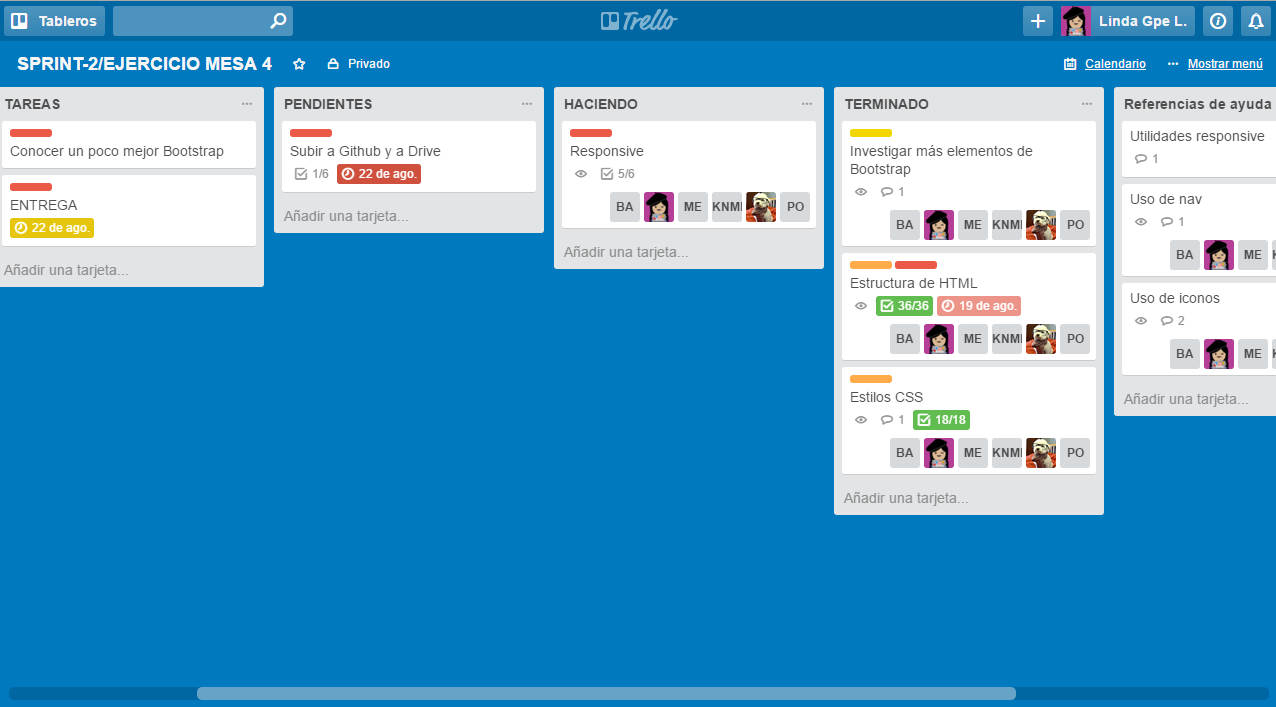 Tableros
Trello
Linda Gpe L.
SPRINT-2/EJERCICIO MESA 4
Privado
Calendario
Mostrar menú
TAREAS
Conocer un poco mejor Bootstrap
ENTREGA
22 de ago.
Añadir una tarjeta...
PENDIENTES
Subir a Github y a Drive
1/6
22 de ago.
Añadir una tarjeta...
HACIENDO
Responsive
5/6
BA ME KNM PO
Añadir una tarjeta...
TERMINADO
Investigar más elementos de
Bootstrap
1
BA ME KNM PO
Estructura de HTML
36/36 19 de ago.
BA ME KNM PO
Estilos CSS
1 18/18
BA ME KNM PO
Añadir una tarjeta...
Referencias de ayuda
Utilidades responsive
1
Uso de nav
1
BA ME
Uso de iconos
2
BA ME
Añadir una tarjeta...